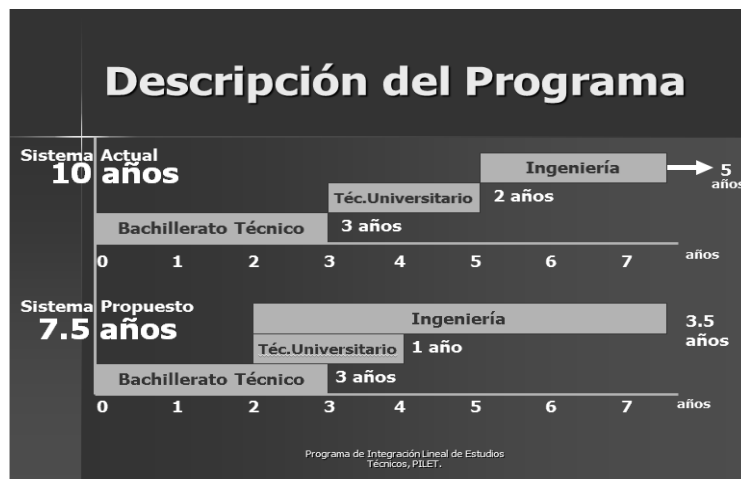 Descripción del Programa
Sistema Actual
10 años
Ingeniería
5
años
Téc.Universitario
2 años
Bachillerato Técnico
3 años
0 1 2 3 4 5 6 7 años
Sistema Propuesto
7.5 años
Ingeniería
3.5
años
Téc.Universitario
1 año
Bachillerato Técnico
3 años
0 1 2 3 4 5 6 7 años
Programa de Integración Lineal de Estudios
Técnicos, PILET.